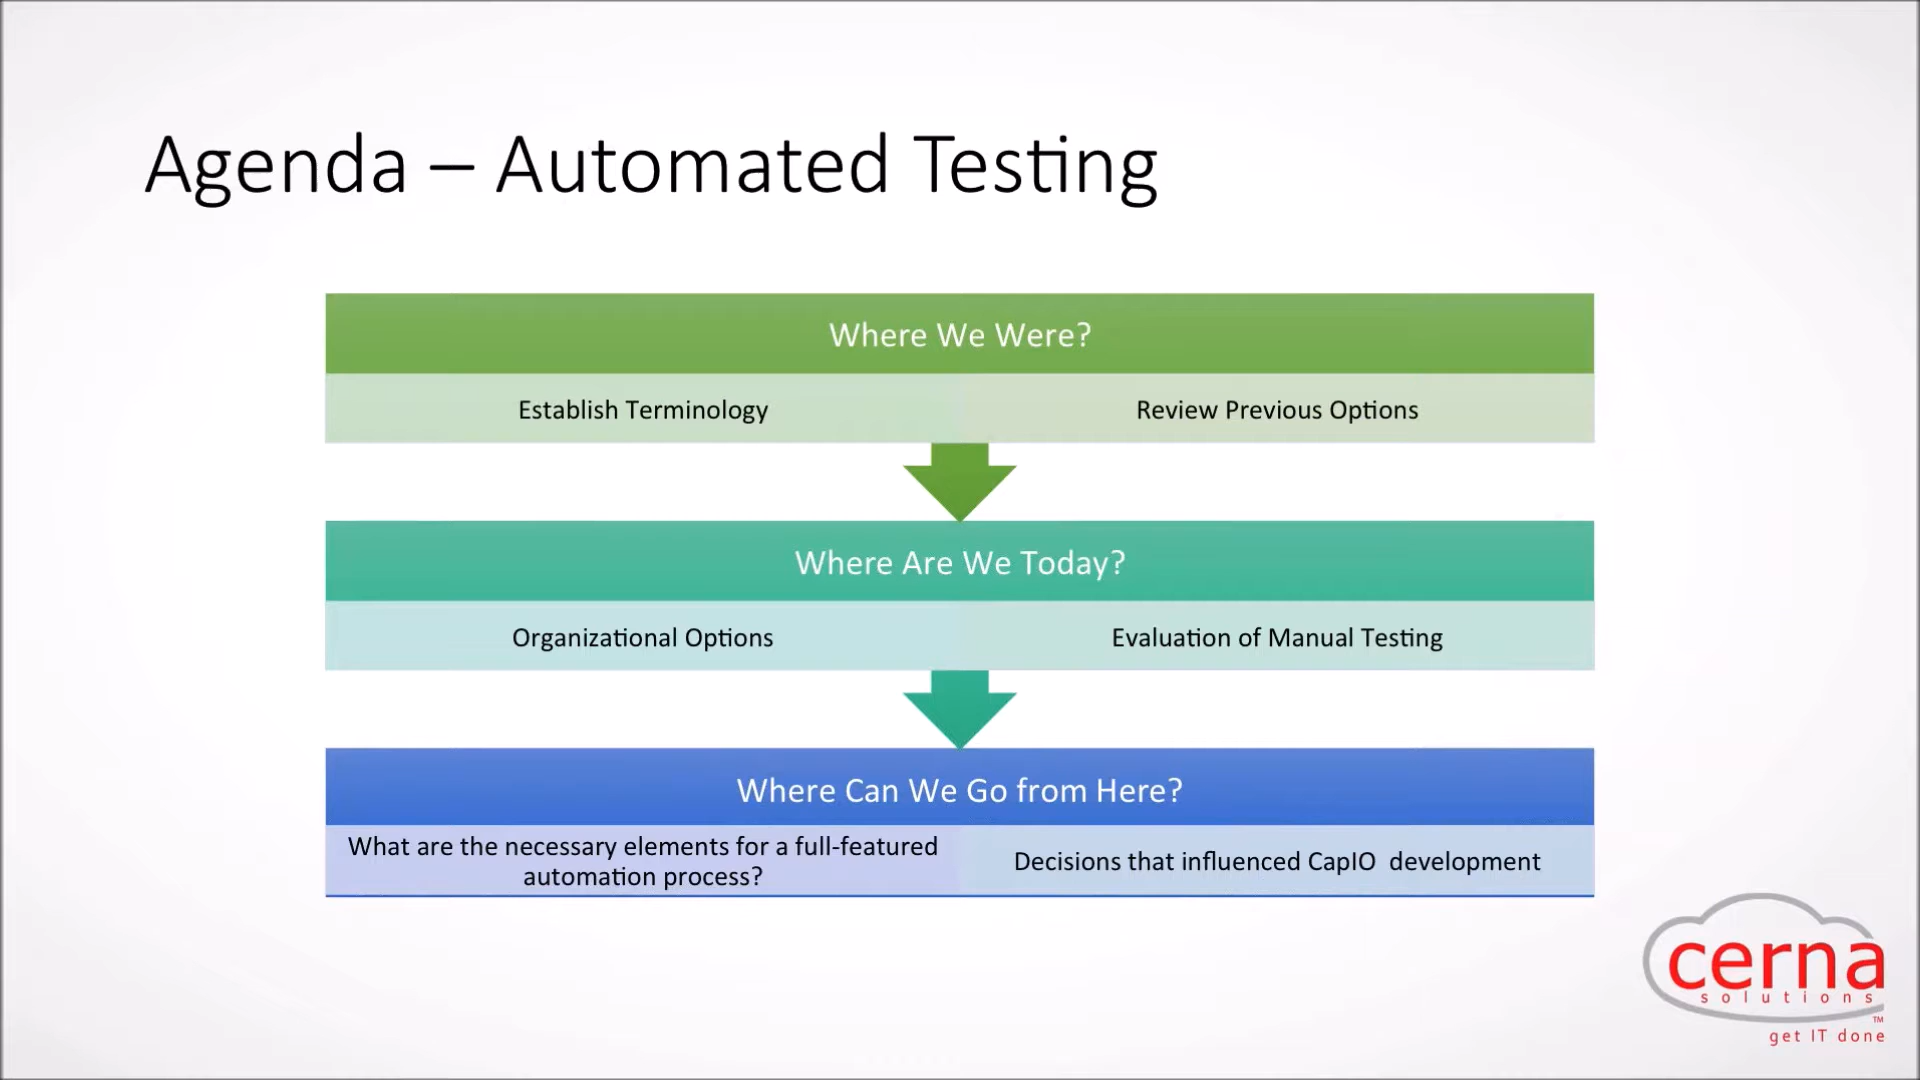 Agenda – Automated Testing
Where We Were?
Establish Terminology
Review Previous Options
Where Are We Today?
Organizational Options
Evaluation of Manual Testing
Where Can We Go from Here?
What are the necessary elements for a full-featured
automation process?
Decisions that influenced CapIO  development
cerna
solutions
TM
get IT done